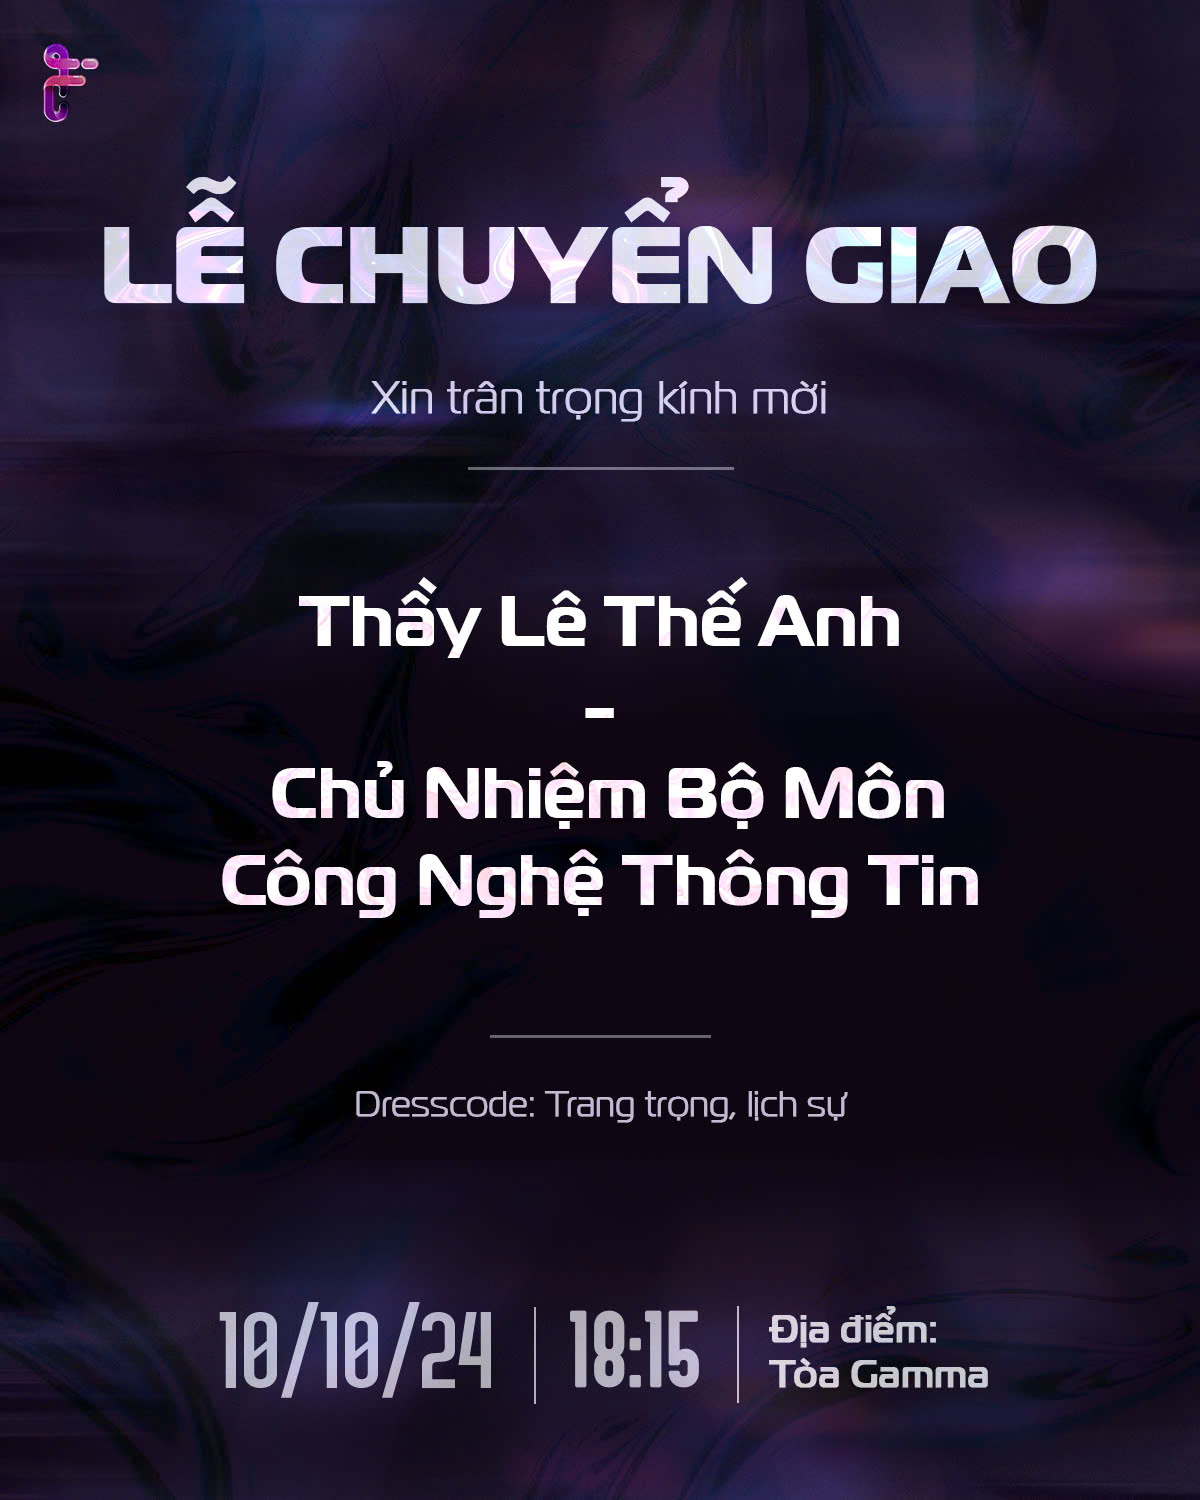 LỄ CHUYỂN GIAO
Xin trân trọng kính mời
Thầy Lê Thế Anh
-
Chủ Nhiệm Bộ Môn
Công Nghệ Thông Tin
Dresscode: Trang trọng, lịch sự
10/10/24
18:15
Địa điểm:
Tòa Gamma